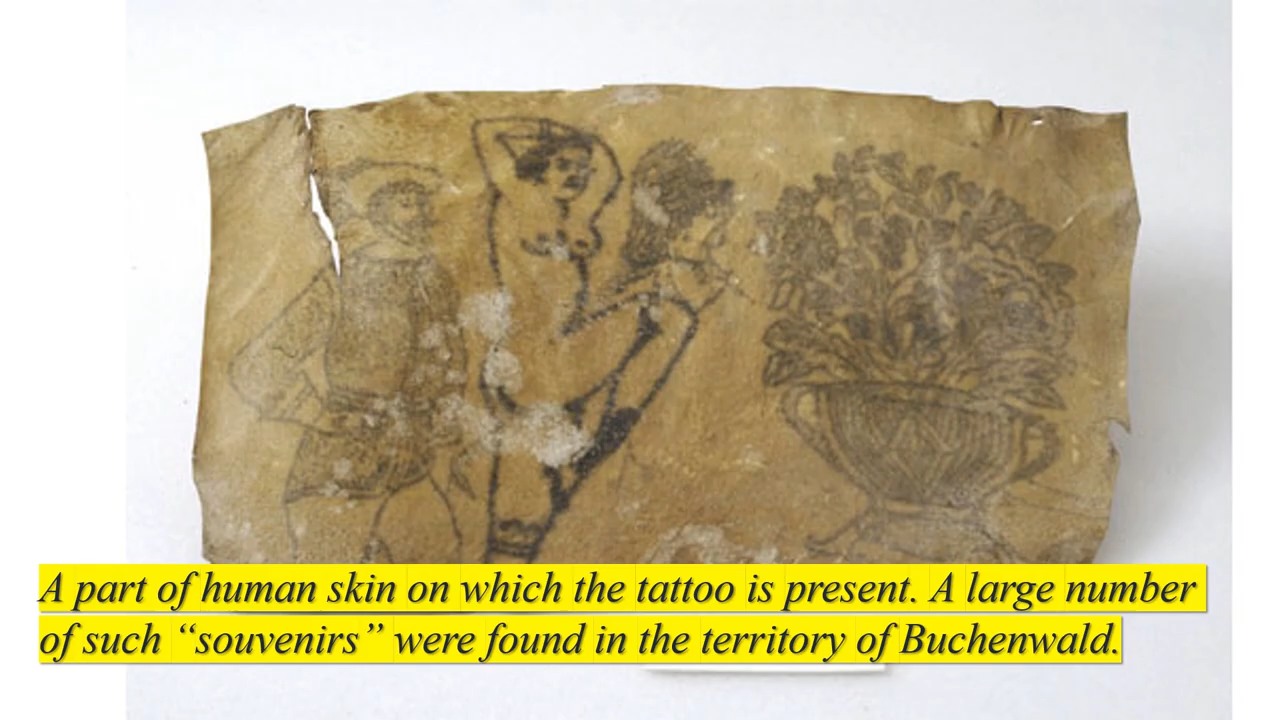 A part of human skin on which the tattoo is present. A large number
of such “souvenirs” were found in the territory of Buchenwald.